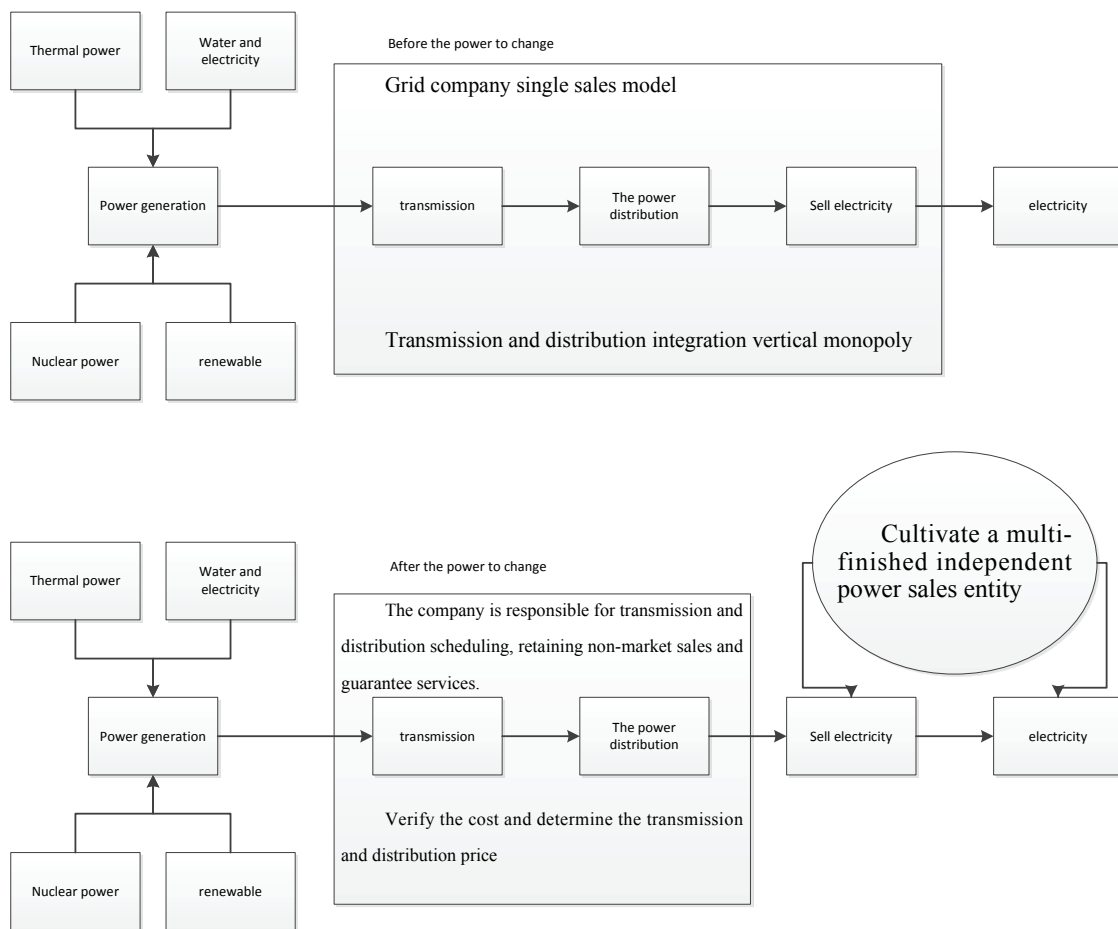 Thermal power
Water and
electricity
Before the power to change
Grid company single sales model
Power generation
transmission
The power
distribution
Sell electricity
electricity
Nuclear power
renewable
Transmission and distribution integration vertical monopoly
Cultivate a multi-
finished independent
power sales entity
Thermal power
Water and
electricity
After the power to change
The company is responsible for transmission and
distribution scheduling, retaining non-market sales and
guarantee services.
Power generation
transmission
The power
distribution
Sell electricity
electricity
Verify the cost and determine the transmission
and distribution price
Nuclear power
renewable